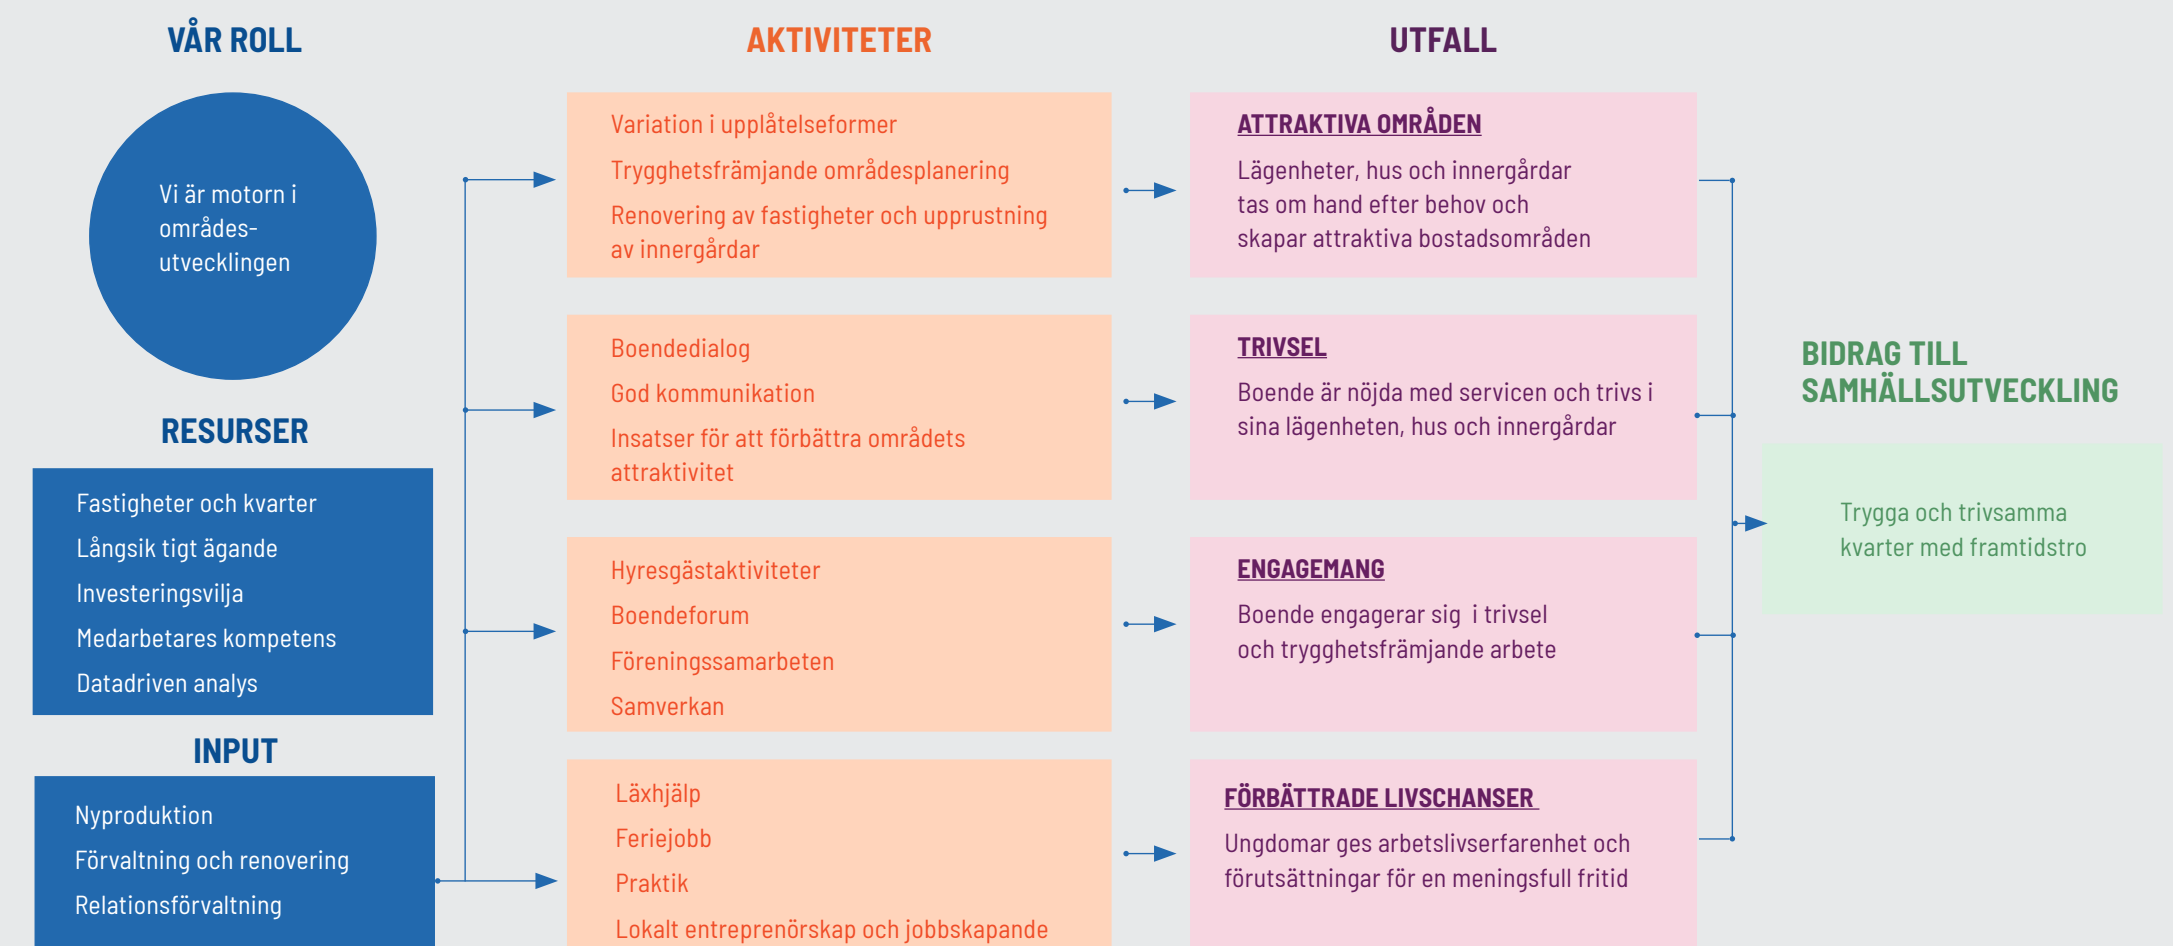 VÅR ROLL
Vi är motorn i
områdes-
utvecklingen
RESURSER
Fastigheter och kvarter
Långsik tigt ägande
Investeringsvilja
Medarbetares kompetens
Datadriven analys
INPUT
Nyproduktion
Förvaltning och renovering
Relationsförvaltning
AKTIVITETER
Variation i upplåtelseformer
Trygghetsfrämjande områdesplanering
Renovering av fastigheter och upprustning
av innergårdar
Boendedialog
God kommunikation
Insatser för att förbättra områdets
attraktivitet
Hyresgästaktiviteter
Boendeforum
Föreningssamarbeten
Samverkan
Läxhjälp
Feriejobb
Praktik
Lokalt entreprenörskap och jobbskapande
UTFALL
ATTRAKTIVA OMRÅDEN
Lägenheter, hus och innergårdar
tas om hand efter behov och
skapar attraktiva bostadsområden
TRIVSEL
Boende är nöjda med servicen och trivs i
sina lägenheten, hus och innergårdar
ENGAGEMANG
Boende engagerar sig  i trivsel
och trygghetsfrämjande arbete
FÖRBÄTTRADE LIVSCHANSER
Ungdomar ges arbetslivserfarenhet och
förutsättningar för en meningsfull fritid
BIDRAG TILL
SAMHÄLLSUTVECKLING
Trygga och trivsamma
kvarter med framtidstro